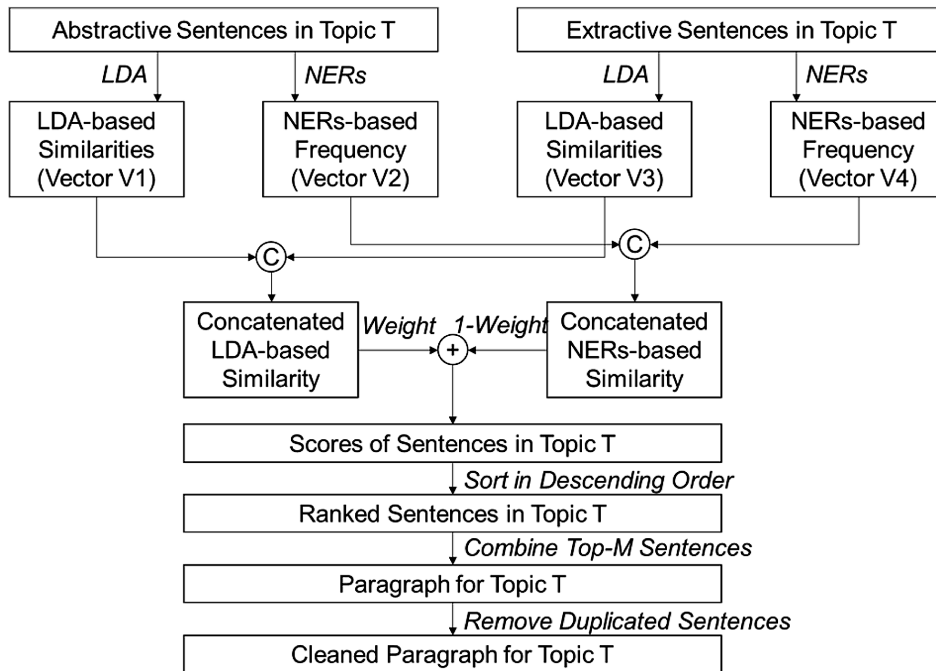 Abstractive Sentences in Topic T
Extractive Sentences in Topic T
LDA
NERs
LDA
NERs
LDA-based
Similarities
(Vector V1)
NERs-based
Frequency
(Vector V2)
LDA-based
Similarities
(Vector V3)
NERs-based
Frequency
(Vector V4)
C
C
Concatenated
LDA-based
Similarity
Weight
1-Weight
+
Concatenated
NERs-based
Similarity
Scores of Sentences in Topic T
Sort in Descending Order
Ranked Sentences in Topic T
Combine Top-M Sentences
Paragraph for Topic T
Remove Duplicated Sentences
Cleaned Paragraph for Topic T